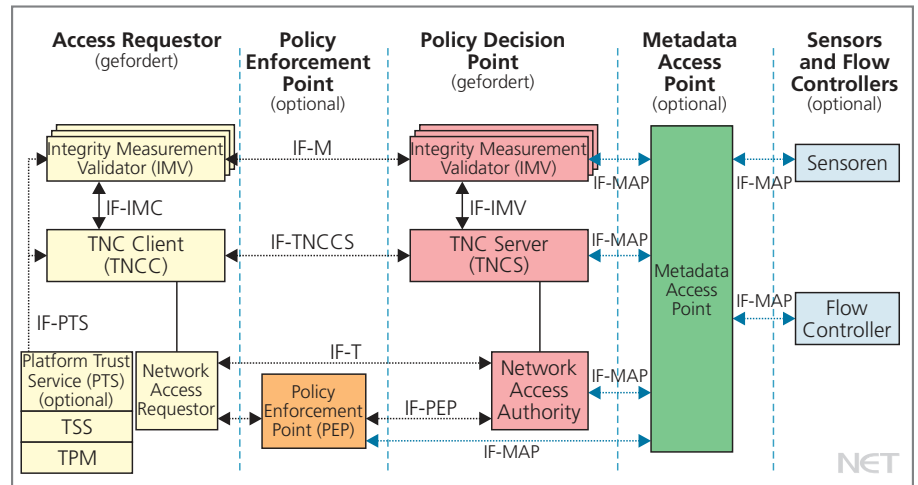 Access Requestor
(gefordert)
Policy
Enforcement
Point
(optional)
Policy Decision
Point
(gefordert)
Metadata
Access
Point
(optional)
Sensors
and Flow
Controllers
(optional)
Integrity Measurement
Validator (IMV)
IF-M
Integrity Measurement
Validator (IMV)
IF-MAP
IF-MAP
Sensoren
IF-IMC
IF-IMV
TNC Client
(TNCC)
IF-TNCCS
TNC Server
(TNCS)
IF-MAP
Metadata
Access
Point
IF-MAP
Flow
Controller
IF-PTS
Platform Trust
Service (PTS)
(optional)
TSS
TPM
Network
Access
Requestor
IF-T
Policy
Enforcement
Point (PEP)
IF-PEP
Network
Access
Authority
IF-MAP
IF-MAP
NET